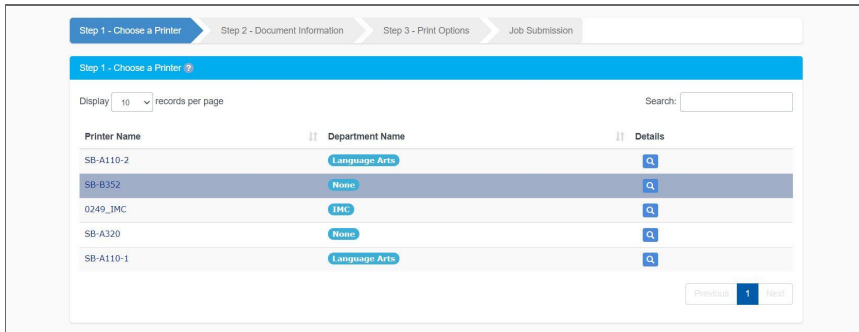 Step 1 - Choose a Printer Step 2 - Document Information Step 3 - Print Options Job Submission
Step 1 - Choose a Printer ?
Display 10 records per page Search:
Printer Name Department Name Details
SB-A110-2 Language Arts
SB-B352 None
0249_IMC IMC
SB-A320 None
SB-A110-1 Language Arts
Previous 1 Next